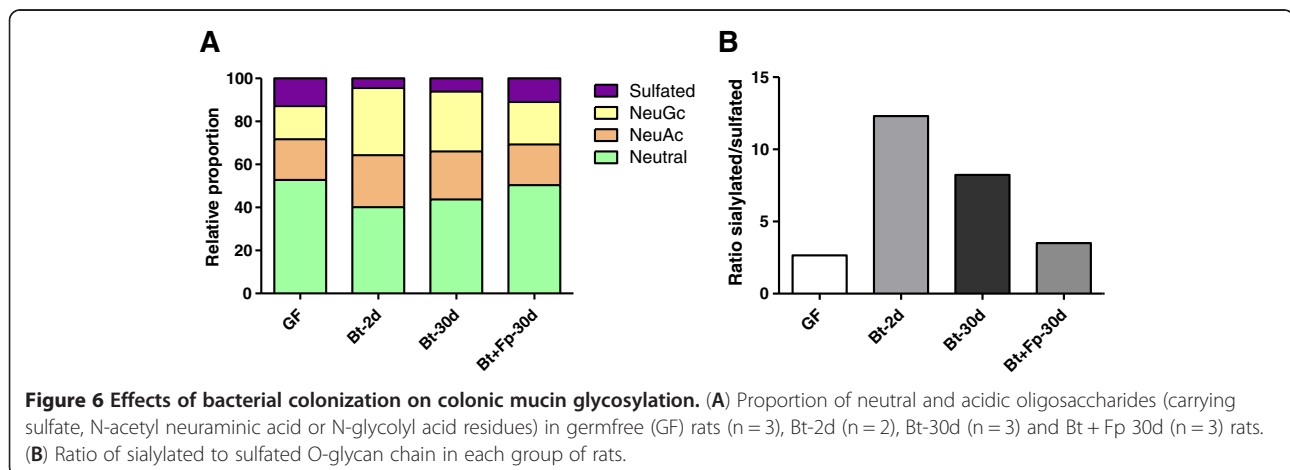 A
Relative proportion
100
80
60
40
20
0
GF
Bt-2d
Bt-30d
Bt+Fp-30d
Sulfated
NeuGc
NeuAc
Neutral
B
Ratio sialylated/sulfated
15
10
5
0
GF
Bt-2d
Bt-30d
Bt+Fp-30d
Figure 6 Effects of bacterial colonization on colonic mucin glycosylation. (A) Proportion of neutral and acidic oligosaccharides (carrying
sulfate, N-acetyl neuraminic acid or N-glycolyl acid residues) in germfree (GF) rats (n = 3), Bt-2d (n = 2), Bt-30d (n = 3) and Bt + Fp 30d (n = 3) rats.
(B) Ratio of sialylated to sulfated O-glycan chain in each group of rats.